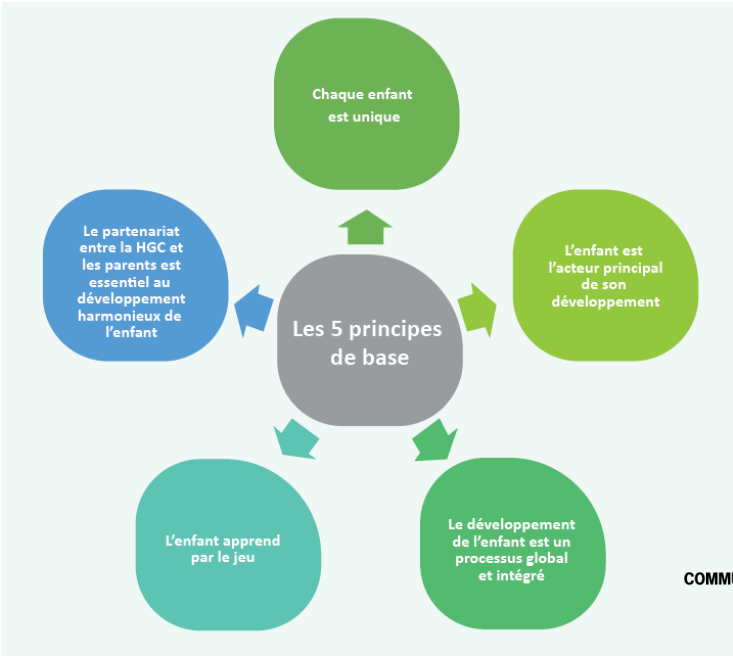 Chaque enfant
est unique
Le partenariat
entre la HGC et
les parents est
essentiel au
développement
harmonieux de
l'enfant
L'enfant est
l'acteur principal
de son
développement
Les 5 principes
de base
L'enfant apprend
par le jeu
Le développement
de l'enfant est un
processus global
et intégré
COMMU